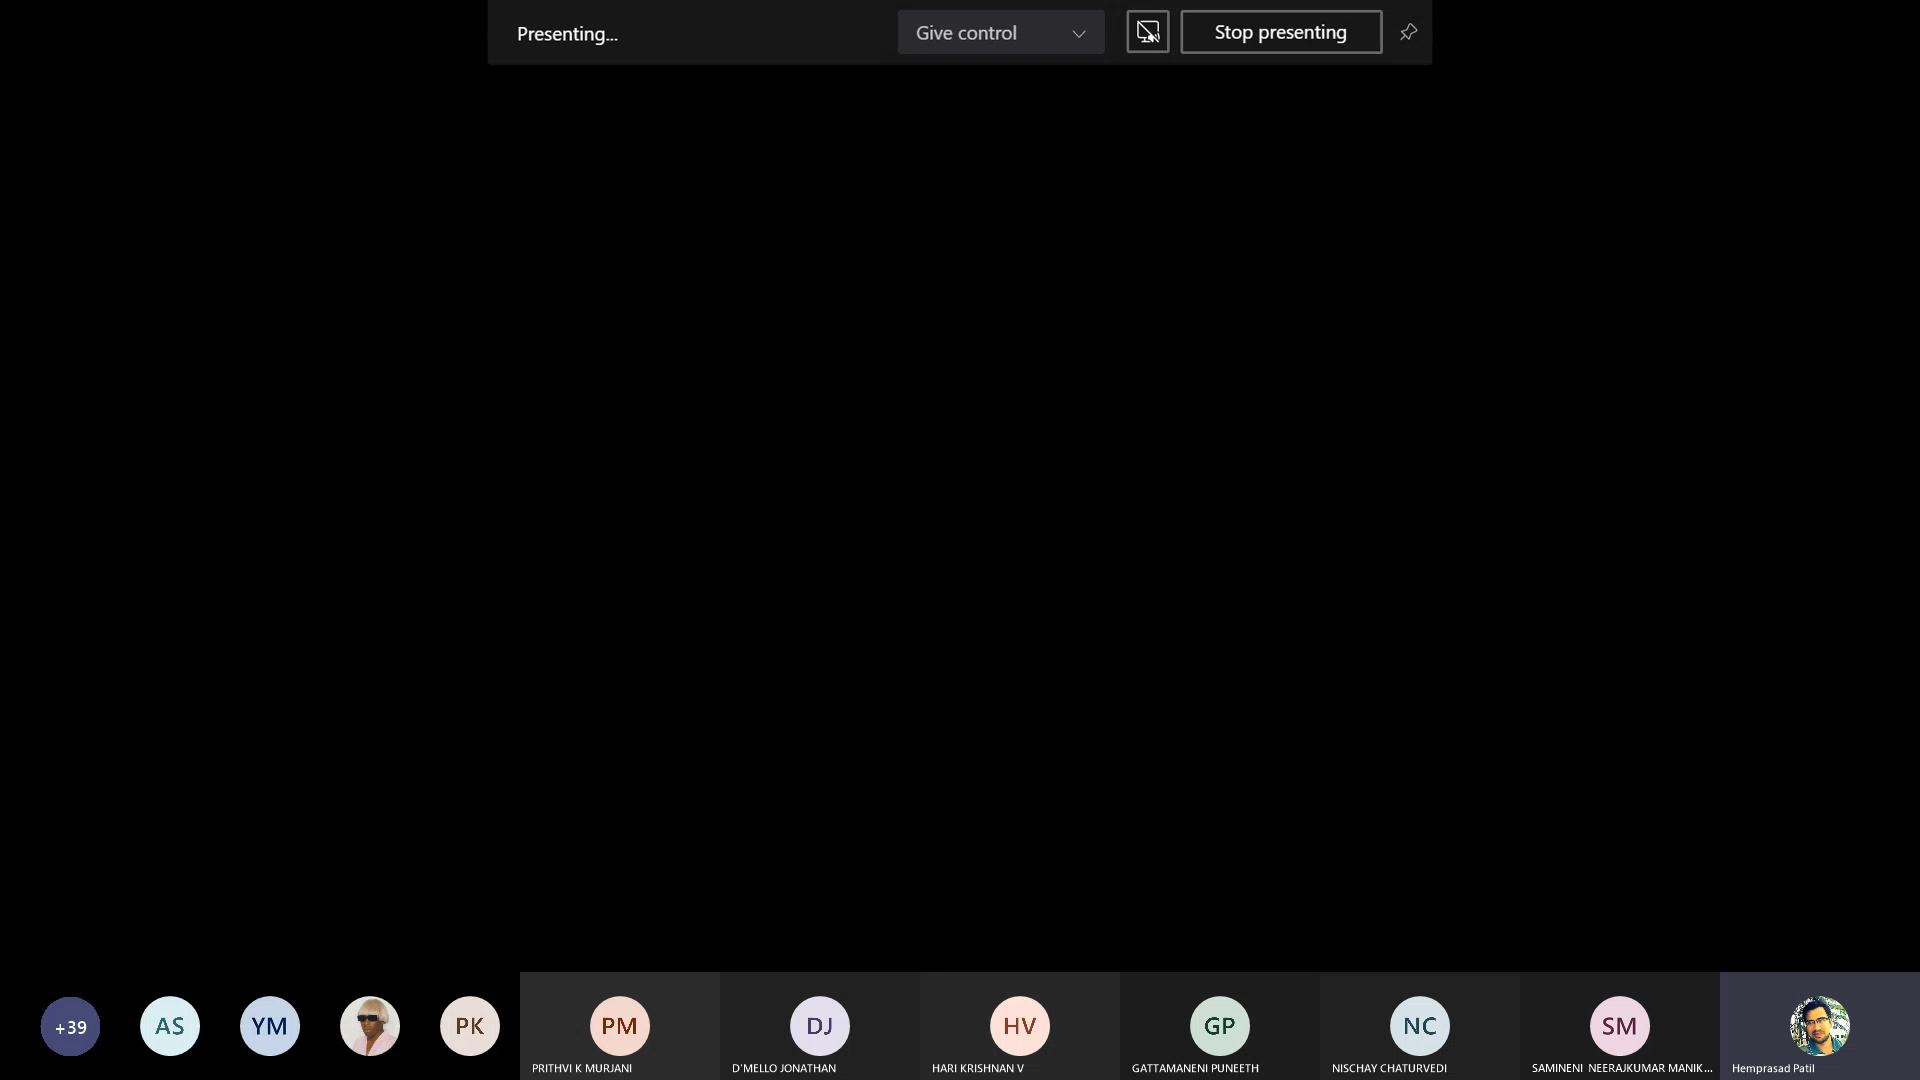 Presenting...
Give control
Stop presenting
+39
AS
YM
PK
PM
DJ
HV
GP
NC
SM
PRITHVI K MURJANI
D'MELLO JONATHAN
HARI KRISHNAN V
GATTAMANENI PUNEETH
NISCHAY CHATURVEDI
SAMINENI NEERAJKUMAR MANIK...
Hemprasad Patil